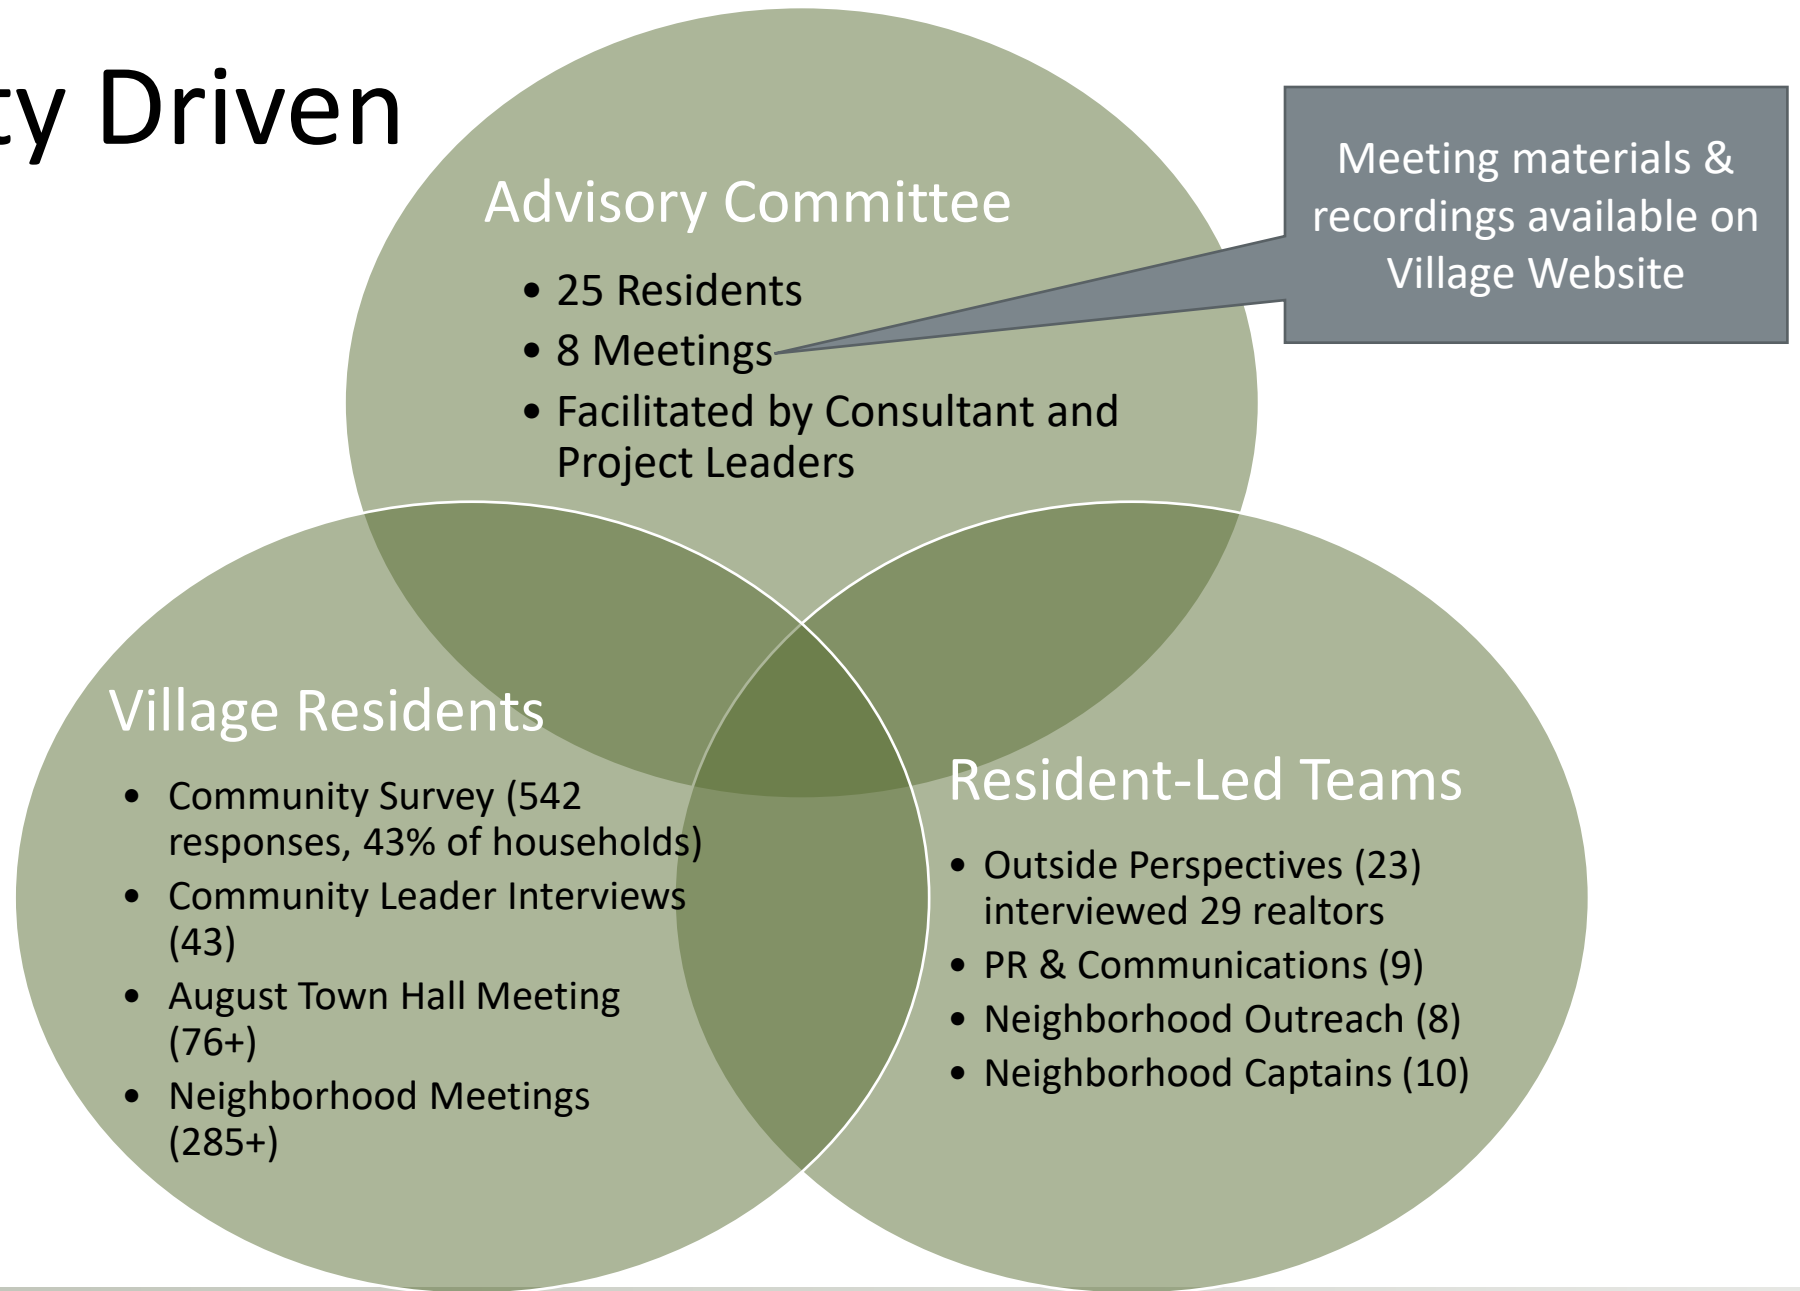 ty Driven
Advisory Committee
• 25 Residents
• 8 Meetings
• Facilitated by Consultant and
Project Leaders
Meeting materials &
recordings available on
Village Website
Village Residents
• Community Survey (542
responses, 43% of households)
• Community Leader Interviews
(43)
• August Town Hall Meeting
(76+)
• Neighborhood Meetings
(285+)
Resident-Led Teams
• Outside Perspectives (23)
interviewed 29 realtors
• PR & Communications (9)
• Neighborhood Outreach (8)
• Neighborhood Captains (10)